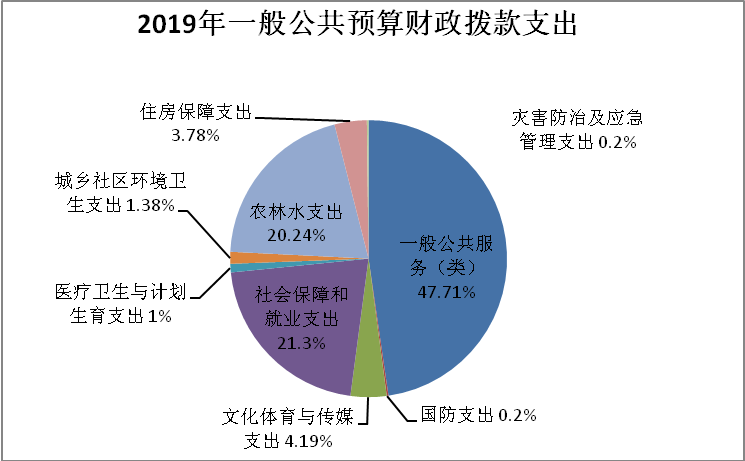 2019年一般公共预算财政拨款支出
住房保障支出
3.78%
灾害防治及应急
管理支出 0.2%
城乡社区环境卫
生支出 1.38%
农林水支出
20.24%
一般公共服
务（类）
47.71%
医疗卫生与计划
生育支出 1%
社会保障和
就业支出
21.3%
文化体育与传媒
支出 4.19%
国防支出 0.2%